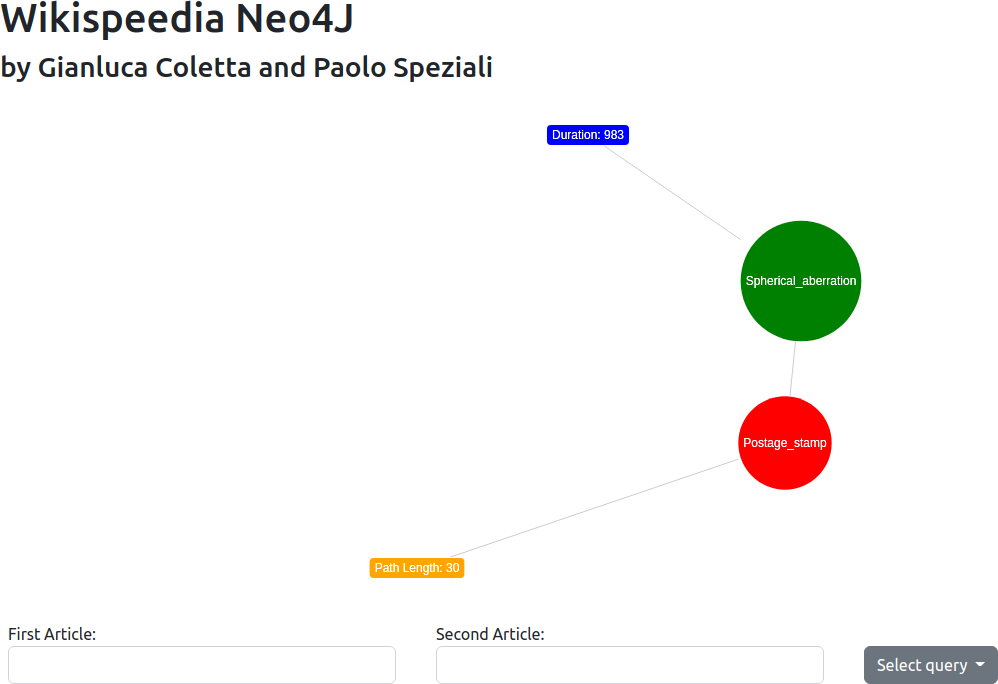 Wikispeedia Neo4J
by Gianluca Coletta and Paolo Speziali
Duration: 983
Spherical_aberration
Postage_stamp
Path Length: 30
First Article:
Second Article:
Select query